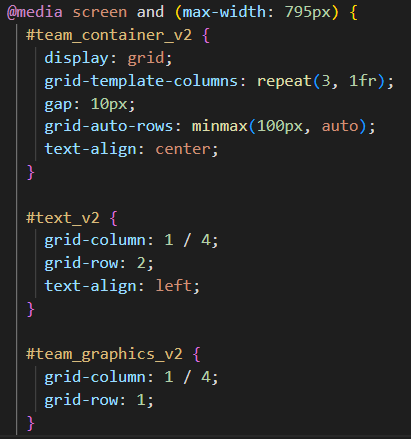 @media screen and (max-width: 795px) {
  #team_container_v2 {
    display: grid;
    grid-template-columns: repeat(3, 1fr);
    gap: 10px;
    grid-auto-rows: minmax(100px, auto);
    text-align: center;
  }

  #text_v2 {
    grid-column: 1 / 4;
    grid-row: 2;
    text-align: left;
  }

  #team_graphics_v2 {
    grid-column: 1 / 4;
    grid-row: 1;
  }